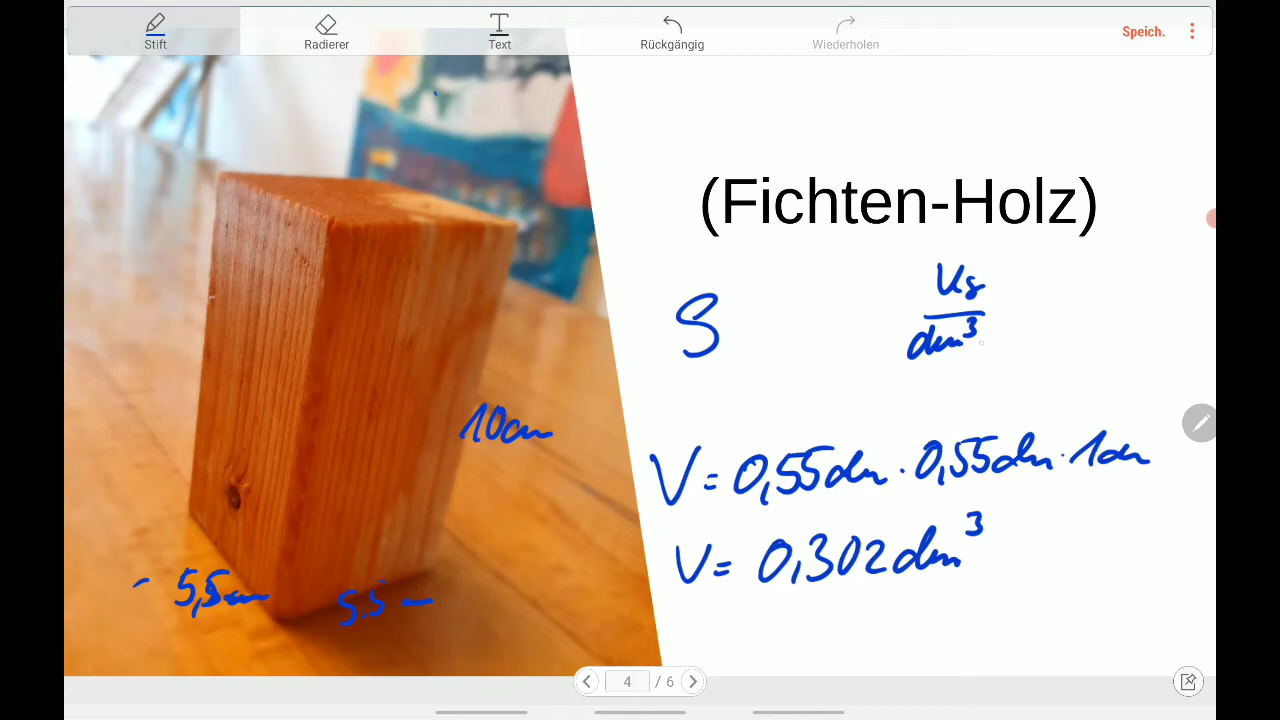 Stift
Radierer
Text
Rückgängig
Wiederholen
Speich.
(Fichten-Holz)
ρ
kg
dm³
10cm
V = 0,55dm · 0,55dm · 1dm
V = 0,302dm³
5,5cm
5,5
4 / 6